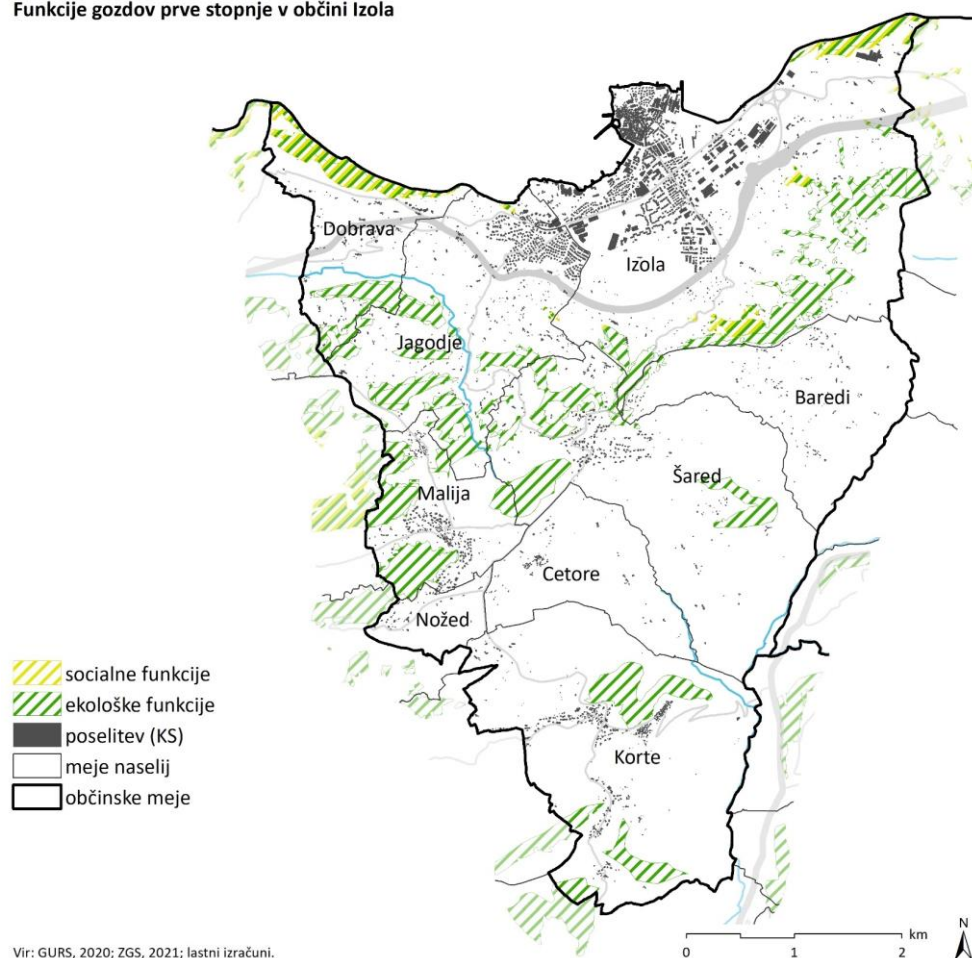 Funkcije gozdov prve stopnje v občini Izola
Dobrava
Izola
Jagodje
Baredi
Šared
Malija
Cetore
Nožed
Korte
socialne funkcije
ekološke funkcije
poselitev (KS)
meje naselij
občinske meje
Vir: GURS, 2020; ZGS, 2021; lastni izračuni.
km
0 1 2
N